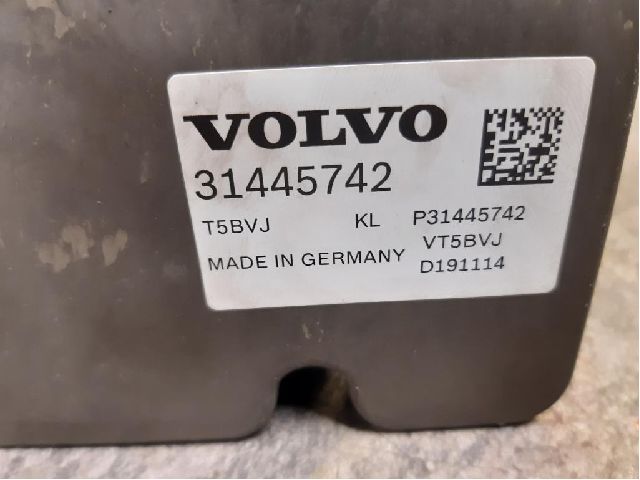 VOLVO
31445742
T5BVJ KL P31445742
VT5BVJ
MADE IN GERMANY
D191114